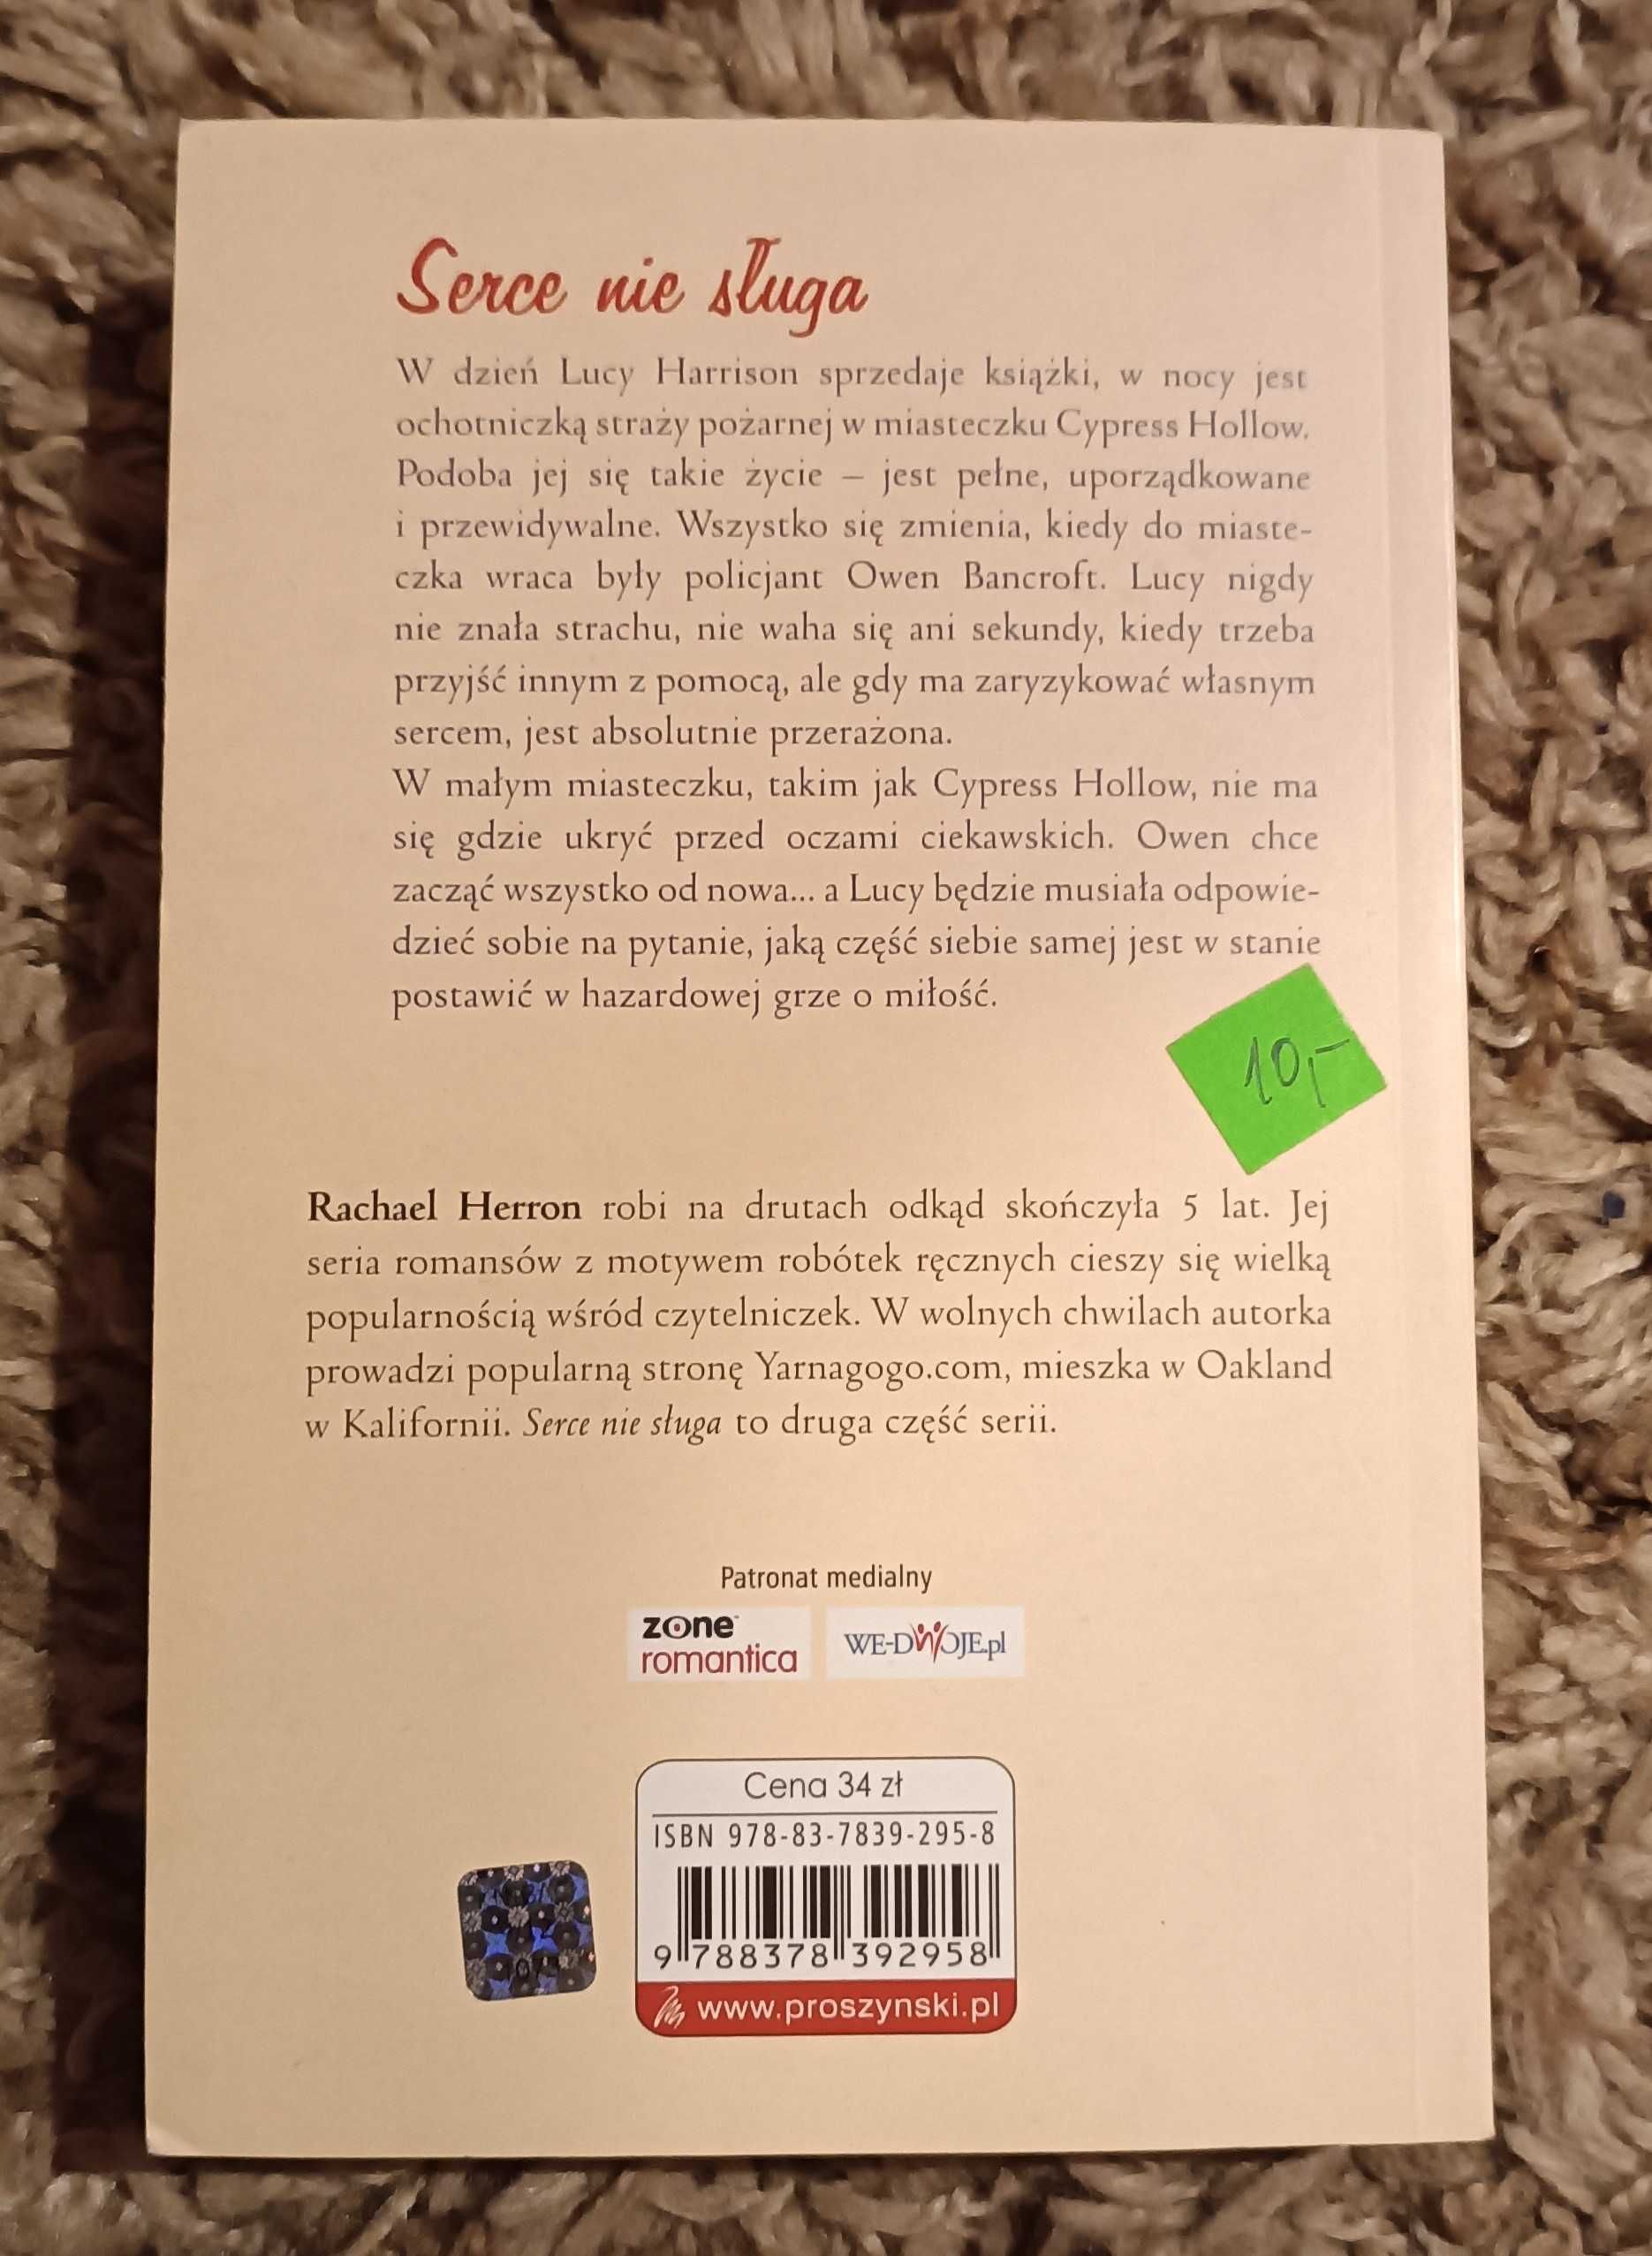 Serce nie sługa
W dzień Lucy Harrison sprzedaje książki, w nocy jest
ochotniczką straży pożarnej w miasteczku Cypress Hollow.
Podoba jej się takie życie – jest pełne, uporządkowane
i przewidywalne. Wszystko się zmienia, kiedy do miaste-
czka wraca były policjant Owen Bancroft. Lucy nigdy
nie znała strachu, nie waha się ani sekundy, kiedy trzeba
przyjść innym z pomocą, ale gdy ma zaryzykować własnym
sercem, jest absolutnie przerażona.
W małym miasteczku, takim jak Cypress Hollow, nie ma
się gdzie ukryć przed oczami ciekawskich. Owen chce
zacząć wszystko od nowa... a Lucy będzie musiała odpowie-
dzieć sobie na pytanie, jaką część siebie samej jest w stanie
postawić w hazardowej grze o miłość.
10,-
Rachael Herron robi na drutach odkąd skończyła 5 lat. Jej
seria romansów z motywem robótek ręcznych cieszy się wielką
popularnością wśród czytelniczek. W wolnych chwilach autorka
prowadzi popularną stronę Yarnagogo.com, mieszka w Oakland
w Kalifornii. Serce nie sługa to druga część serii.
Patronat medialny
zone
romantica
WE-DWOJE.pl
Cena 34 zł
ISBN 978-83-7839-295-8
9 788378 392958
www.proszynski.pl